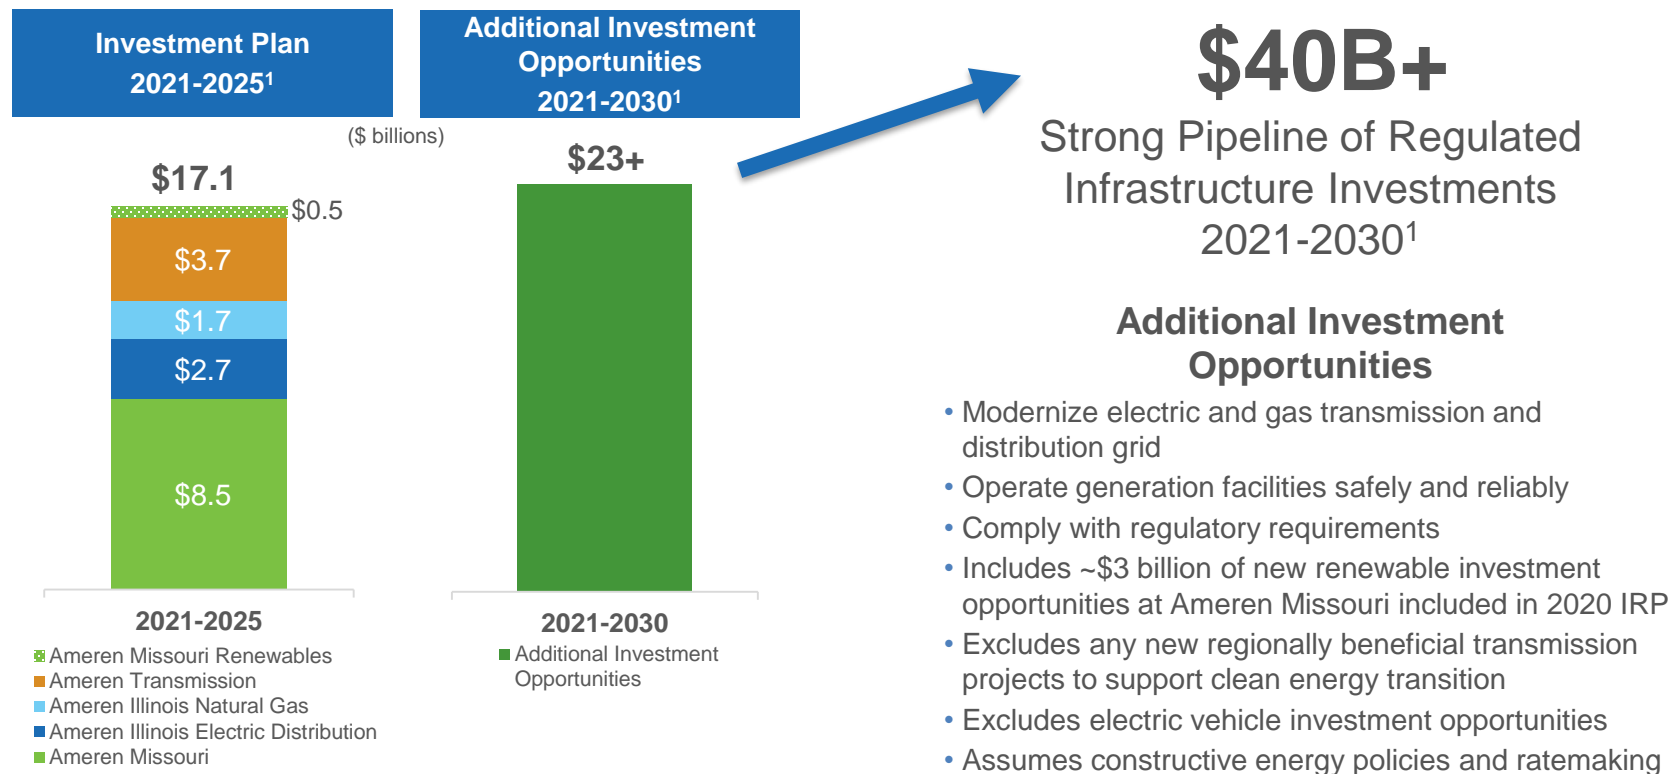 Investment Plan
2021-2025¹
Additional Investment
Opportunities
2021-2030¹
($ billions)
$17.1
$0.5
$3.7
$1.7
$2.7
$8.5
2021-2025
Ameren Missouri Renewables
Ameren Transmission
Ameren Illinois Natural Gas
Ameren Illinois Electric Distribution
Ameren Missouri
$23+
2021-2030
Additional Investment
Opportunities
$40B+
Strong Pipeline of Regulated
Infrastructure Investments
2021-2030¹
Additional Investment
Opportunities
• Modernize electric and gas transmission and
distribution grid
• Operate generation facilities safely and reliably
• Comply with regulatory requirements
• Includes ~$3 billion of new renewable investment
opportunities at Ameren Missouri included in 2020 IRP
• Excludes any new regionally beneficial transmission
projects to support clean energy transition
• Excludes electric vehicle investment opportunities
• Assumes constructive energy policies and ratemaking